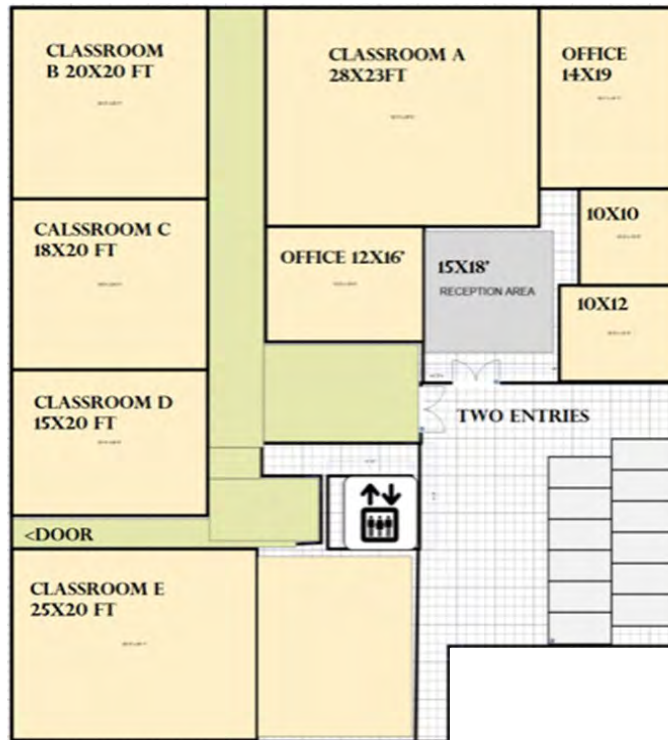 CLASSROOM
B 20X20 FT
CLASSROOM A
28X23FT
OFFICE
14X19
CALSSROOM C
18X20 FT
OFFICE 12X16'
15X18'
RECEPTION AREA
10X10
10X12
CLASSROOM D
15X20 FT
TWO ENTRIES
<DOOR
CLASSROOM E
25X20 FT